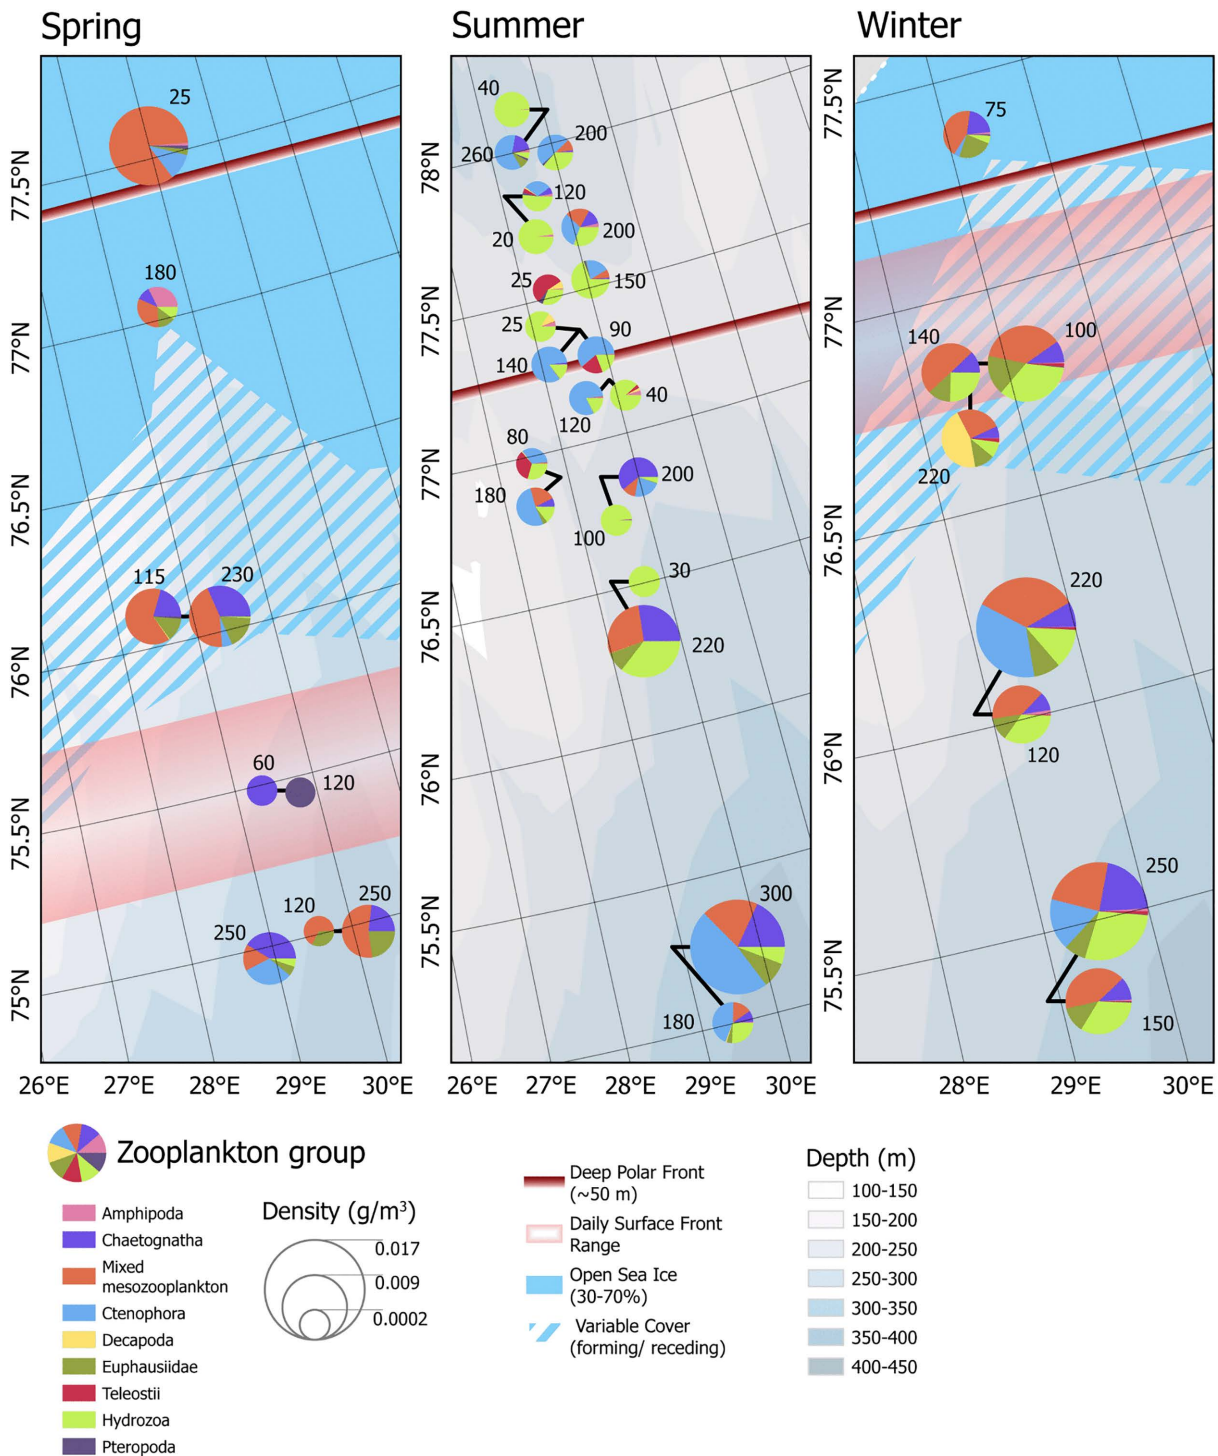 Spring
Summer
Winter
77.5°N
77°N
76.5°N
76°N
75.5°N
75°N
25
180
115
230
60
120
250
120
250
26°E
27°E
28°E
29°E
30°E
78°N
77.5°N
77°N
76.5°N
76°N
75.5°N
40
260
200
120
20
200
25
150
25
90
140
120
40
80
180
200
100
30
220
300
180
26°E
27°E
28°E
29°E
30°E
77.5°N
77°N
76.5°N
76°N
75.5°N
75
140
100
220
220
120
250
150
28°E
29°E
30°E
Zooplankton group
Amphipoda
Chaetognatha
Mixed
mesozooplankton
Ctenophora
Decapoda
Euphausiidae
Teleostii
Hydrozoa
Pteropoda
Density (g/m³)
0.017
0.009
0.0002
Deep Polar Front
(~50 m)
Daily Surface Front
Range
Open Sea Ice
(30-70%)
Variable Cover
(forming/ receding)
Depth (m)
100-150
150-200
200-250
250-300
300-350
350-400
400-450